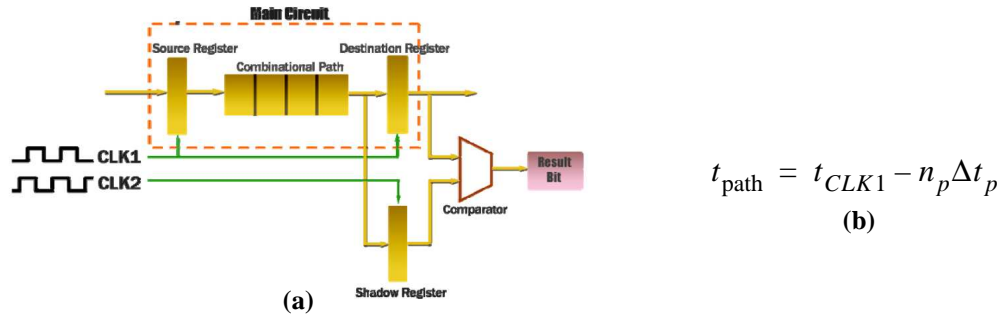 Main Circuit
Source Register
Destination Register
Combinational Path
CLK1
CLK2
Comparator
Result
Bit
Shadow Register
(a)
t_path = t_CLK1 − n_p Δt_p
(b)